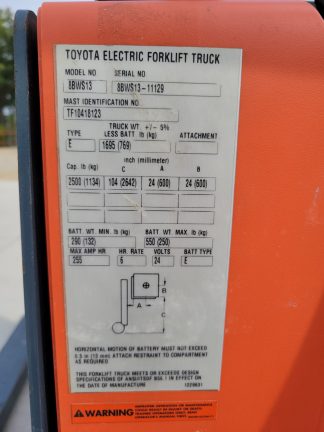 TOYOTA ELECTRIC FORKLIFT TRUCK
MODEL NO SERIAL NO
8BWS13 8BWS13-11129
MAST IDENTIFICATION NO
TF10418123
TRUCK WT. +/- 5%
TYPE LESS BATT. lb (kg) ATTACHMENT
E 1695 (769)
inch (millimeter)
Cap. lb (kg) C A B
2500 (1134) 104 (2642) 24 (600) 24 (600)
BATT. WT. MIN. lb (kg) BATT WT. MAX. lb (kg)
290 (132) 550 (250)
MAX AMP HR HR. RATE VOLTS BATT TYPE
255 6 24 E
B
A
C
HORIZONTAL MOTION OF BATTERY MUST NOT EXCEED
0.5 in (13 mm) ATTACH RESTRAINT TO COMPARTMENT
AS REQUIRED
THIS FORKLIFT TRUCK MEETS OR EXCEEDS DESIGN
SPECIFICATIONS OF ANSI/ITSDF B56.1 IN EFFECT ON
THE DATE OF MANUFACTURE
WARNING